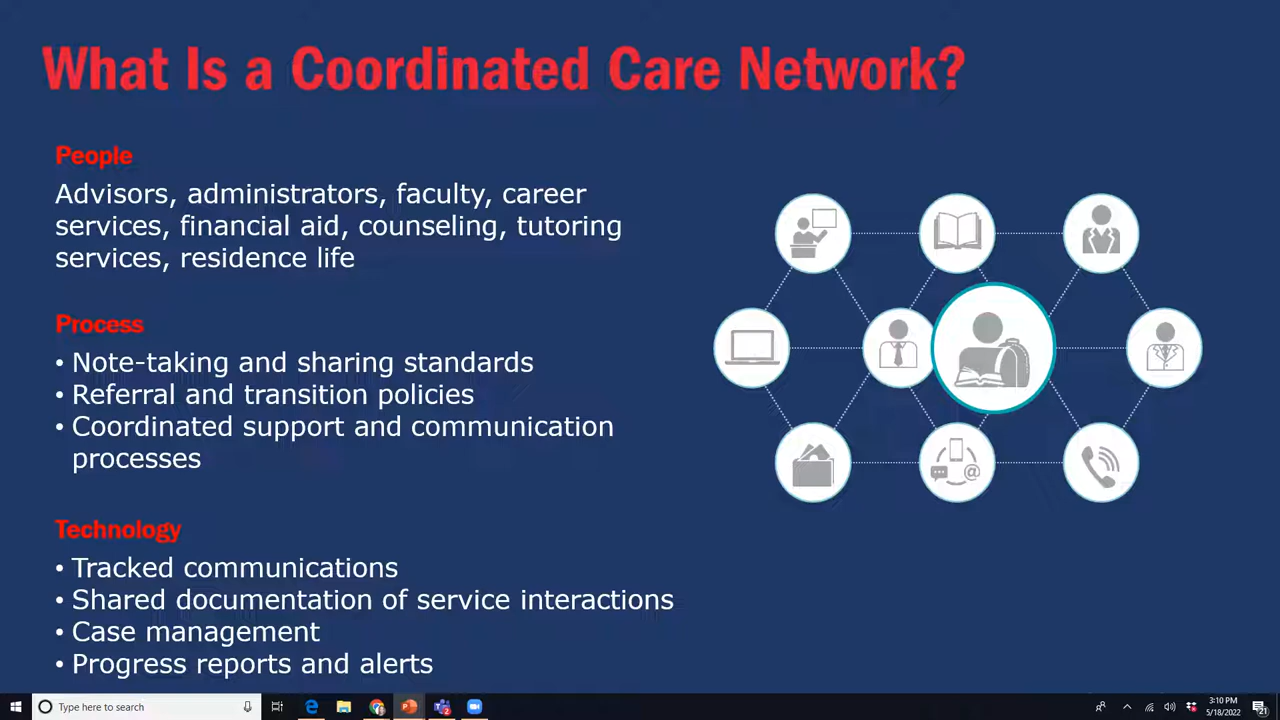 What Is a Coordinated Care Network?
People
Advisors, administrators, faculty, career
services, financial aid, counseling, tutoring
services, residence life
Process
• Note-taking and sharing standards
• Referral and transition policies
• Coordinated support and communication
processes
Technology
• Tracked communications
• Shared documentation of service interactions
• Case management
• Progress reports and alerts
@
Type here to search
3:10 PM
5/18/2022
21